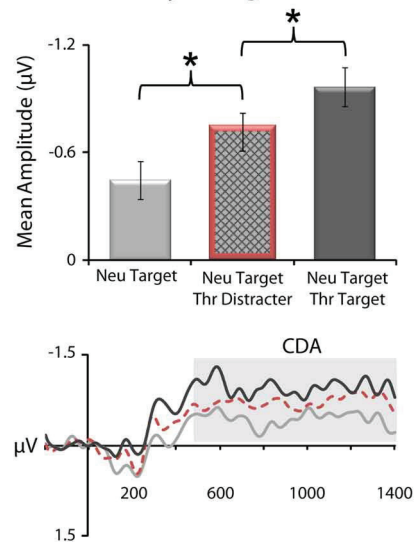 *
*
-1.2
Mean Amplitude (µV)
-0.6
0
Neu Target
Neu Target
Thr Distracter
Neu Target
Thr Target
CDA
-1.5
µV
200
600
1000
1400
1.5